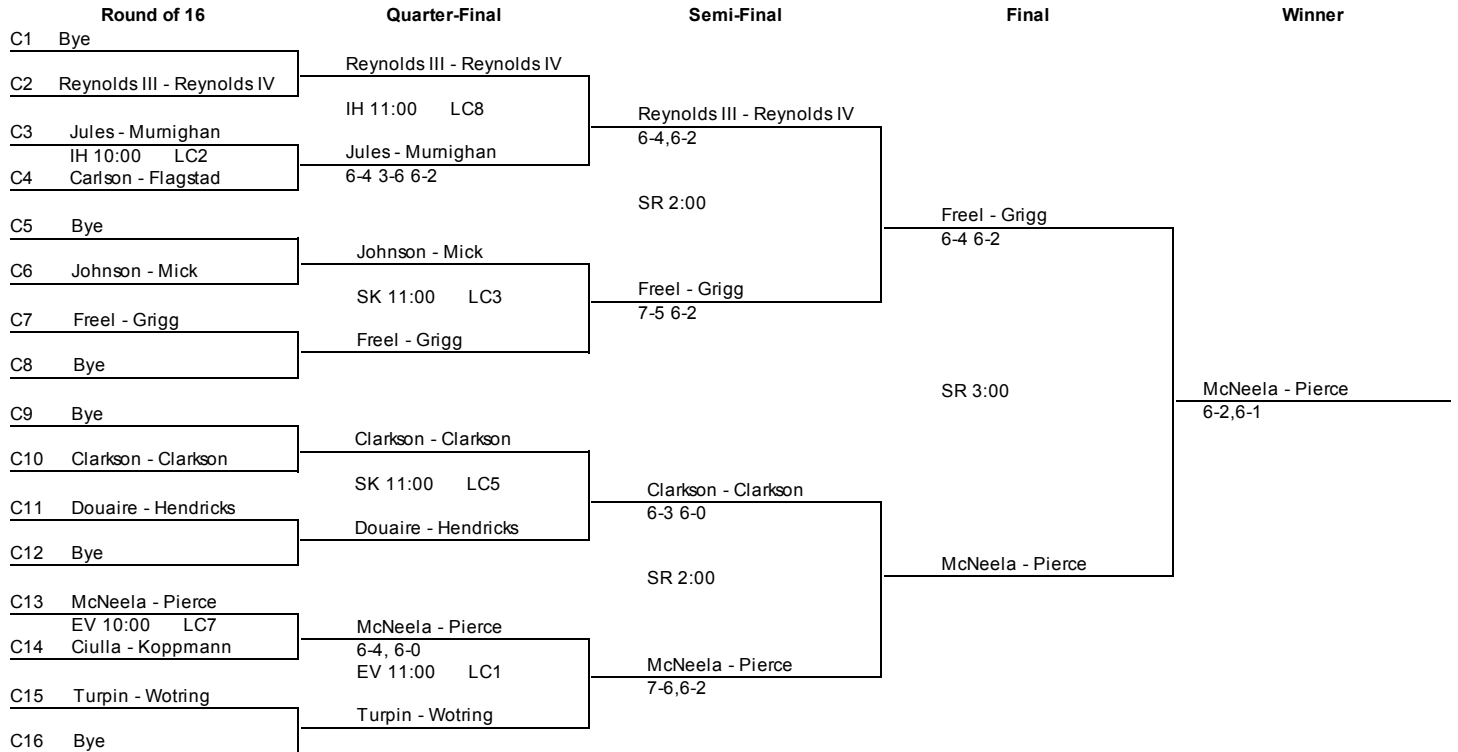 Round of 16 Quarter-Final Semi-Final Final Winner
C1 Bye
Reynolds III - Reynolds IV
C2 Reynolds III - Reynolds IV
IH 11:00 LC8
Reynolds III - Reynolds IV
C3 Jules - Murnighan
6-4,6-2
IH 10:00 LC2
Jules - Murnighan
C4 Carlson - Flagstad
6-4 3-6 6-2
SR 2:00
Freel - Grigg
C5 Bye
6-4 6-2
Johnson - Mick
C6 Johnson - Mick
SK 11:00 LC3
Freel - Grigg
7-5 6-2
C7 Freel - Grigg
Freel - Grigg
C8 Bye
SR 3:00
McNeela - Pierce
6-2,6-1
C9 Bye
Clarkson - Clarkson
C10 Clarkson - Clarkson
SK 11:00 LC5
Clarkson - Clarkson
6-3 6-0
C11 Douaire - Hendricks
Douaire - Hendricks
C12 Bye
McNeela - Pierce
SR 2:00
C13 McNeela - Pierce
EV 10:00 LC7
McNeela - Pierce
C14 Ciulla - Koppmann
6-4, 6-0
EV 11:00 LC1
McNeela - Pierce
7-6,6-2
C15 Turpin - Wotring
Turpin - Wotring
C16 Bye